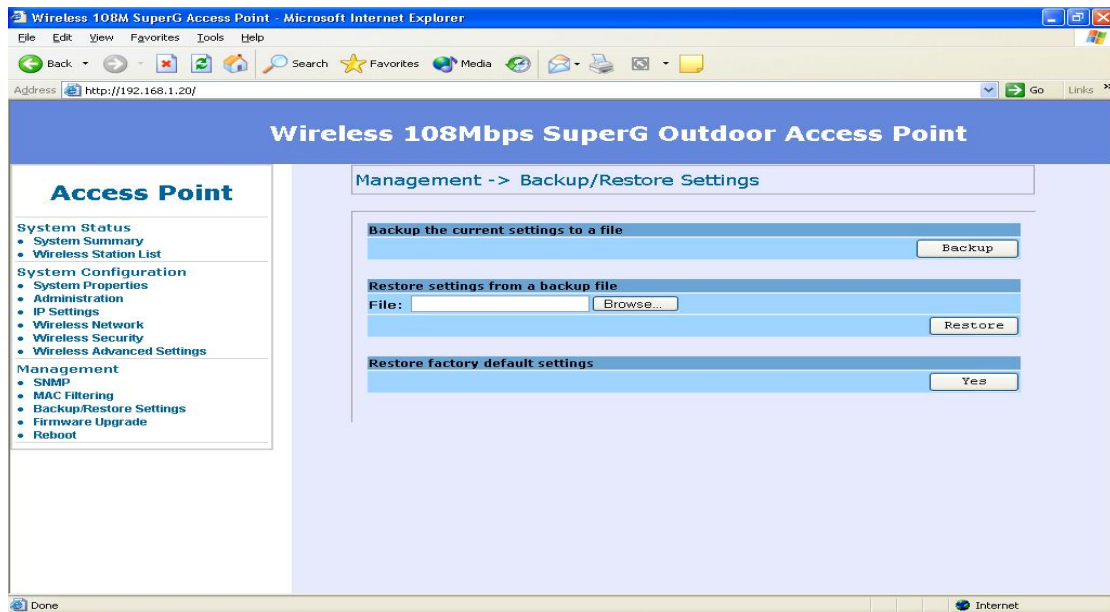 Wireless 108M SuperG Access Point - Microsoft Internet Explorer
File Edit View Favorites Tools Help
Back Search Favorites Media
Address http://192.168.1.20/ Go Links »
Wireless 108Mbps SuperG Outdoor Access Point
Access Point
System Status
• System Summary
• Wireless Station List
System Configuration
• System Properties
• Administration
• IP Settings
• Wireless Network
• Wireless Security
• Wireless Advanced Settings
Management
• SNMP
• MAC Filtering
• Backup/Restore Settings
• Firmware Upgrade
• Reboot
Management -> Backup/Restore Settings
Backup the current settings to a file
Backup
Restore settings from a backup file
File: Browse...
Restore
Restore factory default settings
Yes
Done Internet